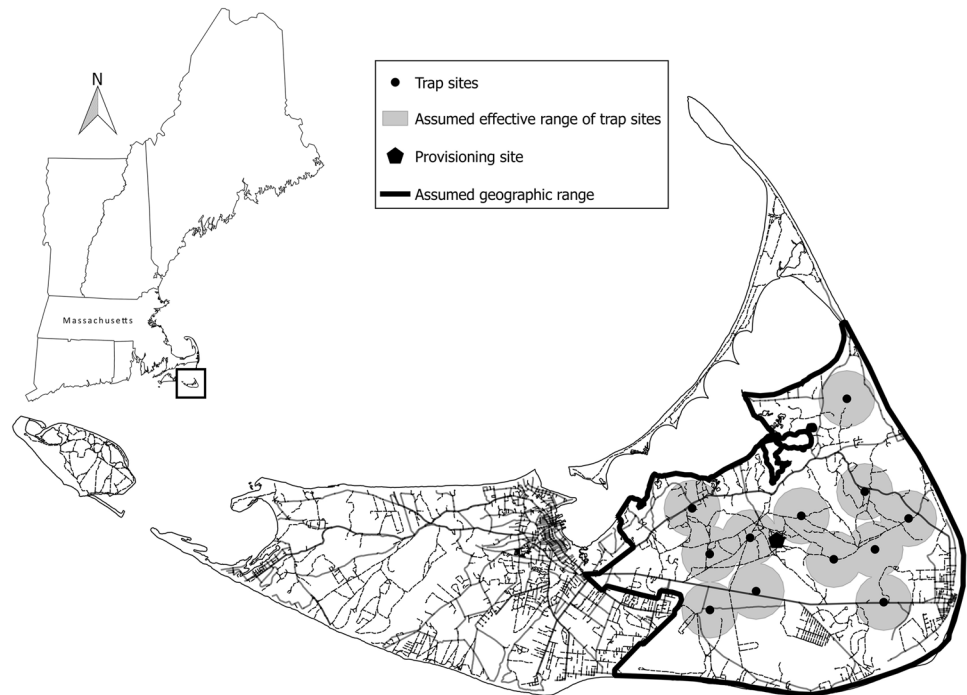 N
Trap sites
Assumed effective range of trap sites
Provisioning site
Assumed geographic range
Massachusetts